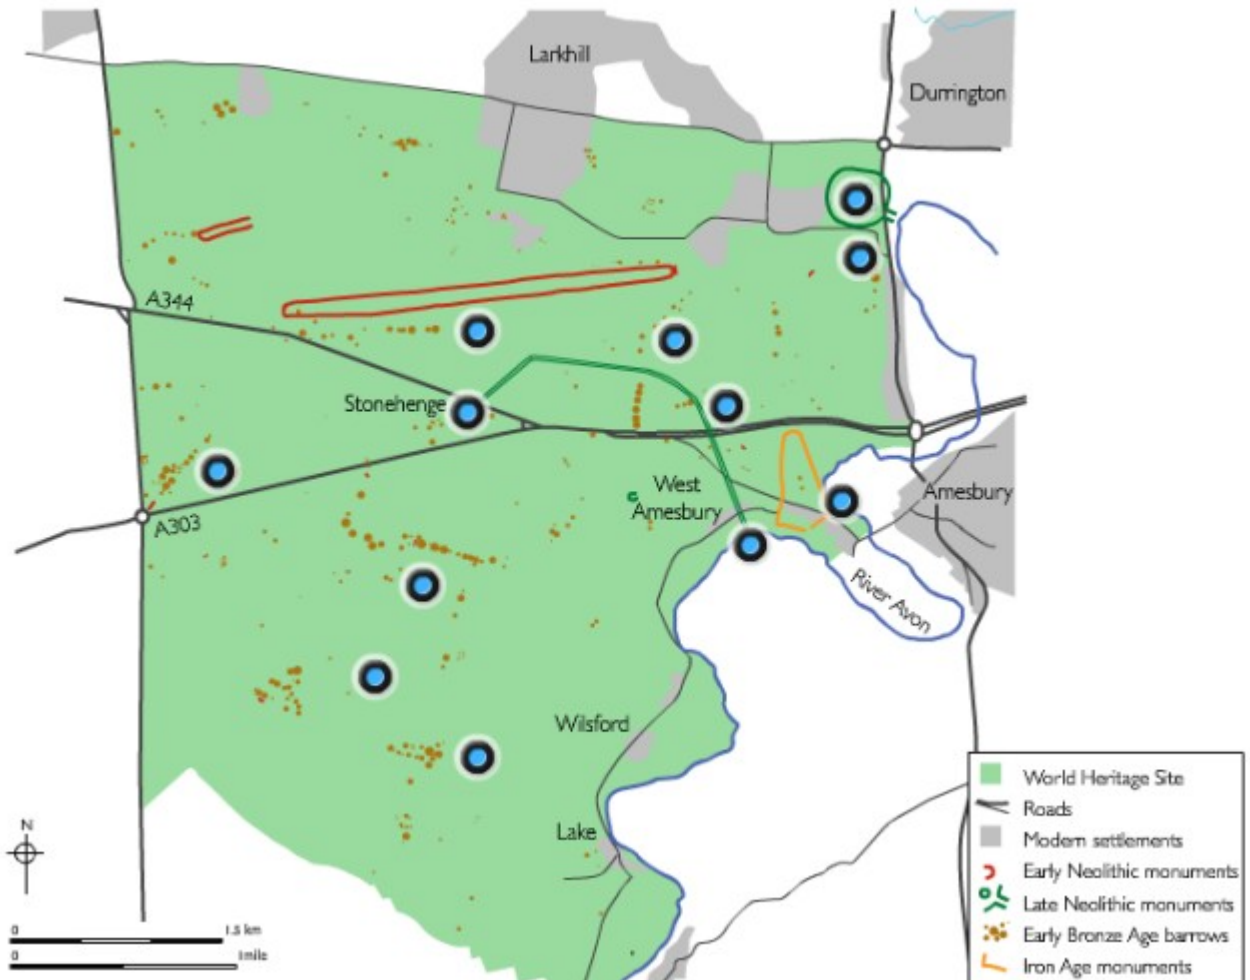 Larkhill
Durrington
A344
Stonehenge
West
Amesbury
Amesbury
A303
River Avon
Wilsford
Lake
N
0 1.5 km
0 1mile
World Heritage Site
Roads
Modern settlements
Early Neolithic monuments
Late Neolithic monuments
Early Bronze Age barrows
Iron Age monuments